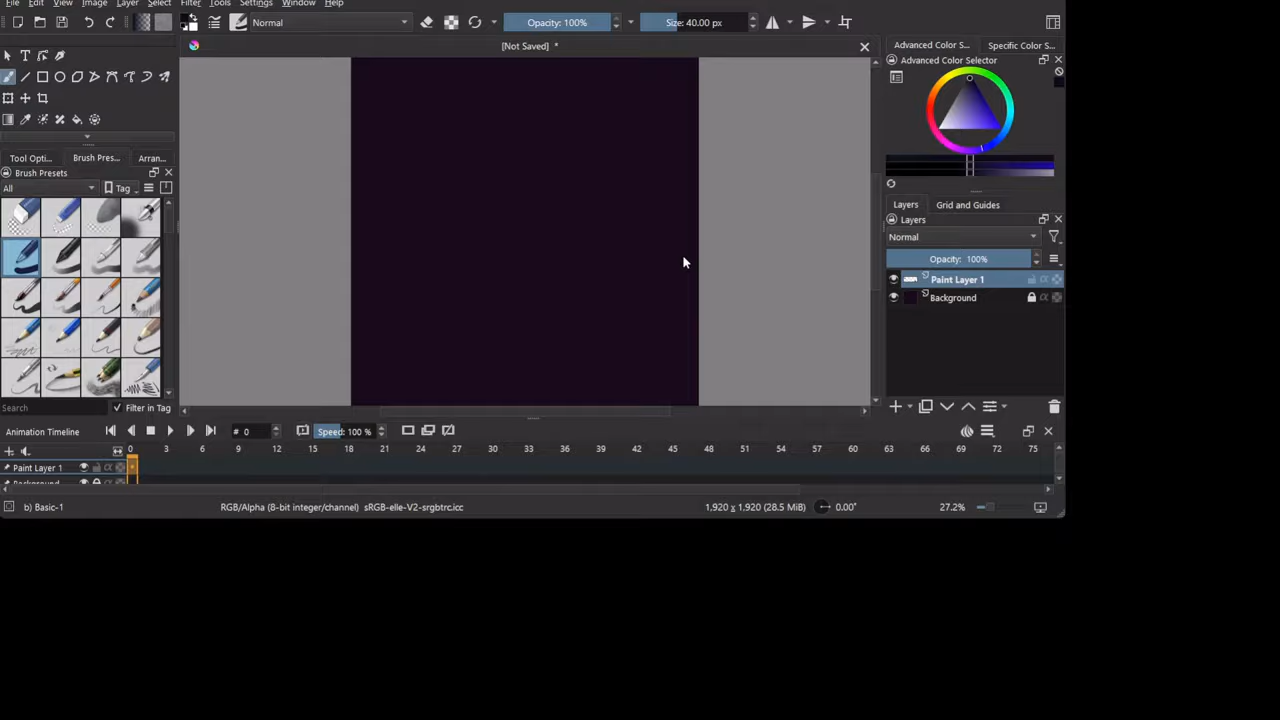 File Edit View Image Layer Select Filter Tools Settings Window Help
Normal Opacity: 100% Size: 40.00 px
[Not Saved] *
Advanced Color S... Specific Color S...
Advanced Color Selector
Tool Opti... Brush Pres... Arran...
Brush Presets
All Tag
Layers Grid and Guides
Layers
Normal
Opacity: 100%
Paint Layer 1
Background
Search Filter in Tag
Animation Timeline # 0 Speed: 100 %
0 3 6 9 12 15 18 21 24 27 30 33 36 39 42 45 48 51 54 57 60 63 66 69 72 75
Paint Layer 1
Background
b) Basic-1 RGB/Alpha (8-bit integer/channel) sRGB-elle-V2-srgbtrc.icc 1,920 x 1,920 (28.5 MiB) 0.00° 27.2%